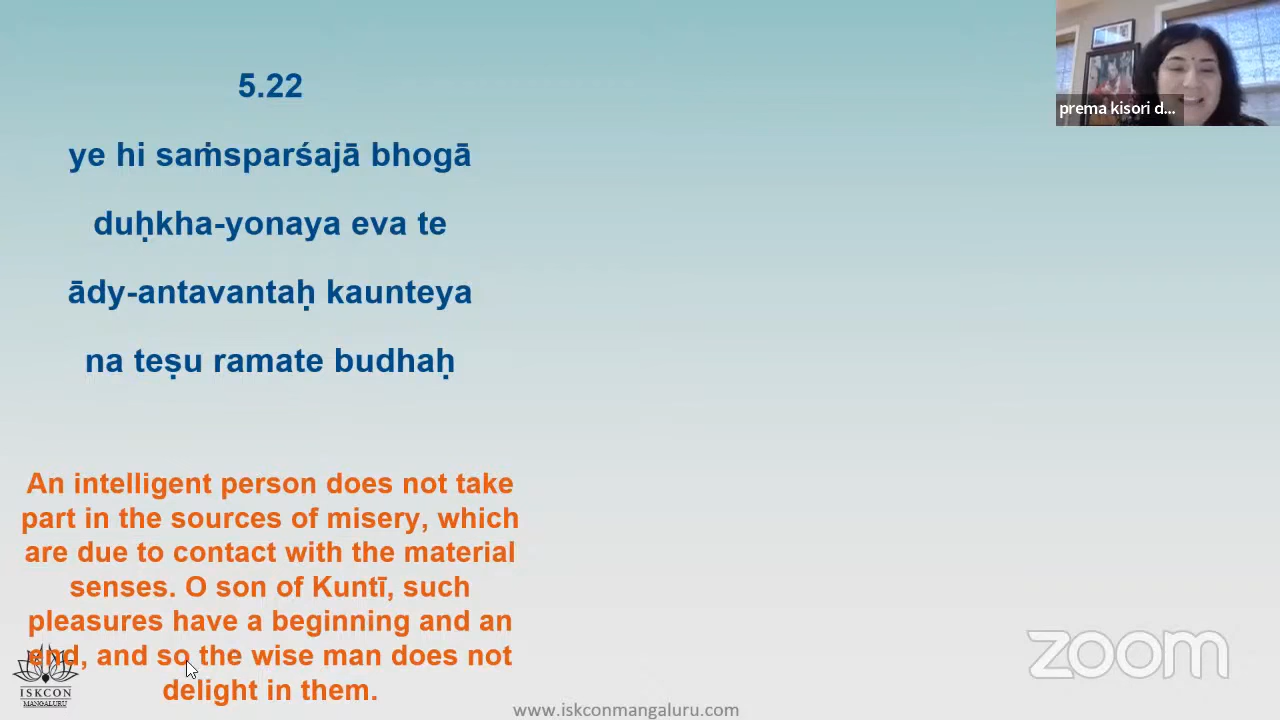 5.22
ye hi saṁsparśajā bhogā
duḥkha-yonaya eva te
ādy-antavantaḥ kaunteya
na teṣu ramate budhaḥ
An intelligent person does not take
part in the sources of misery, which
are due to contact with the material
senses. O son of Kuntī, such
pleasures have a beginning and an
end, and so the wise man does not
delight in them.
ISKCON
MANGALURU
www.iskconmangaluru.com
prema kisori d...
zoom